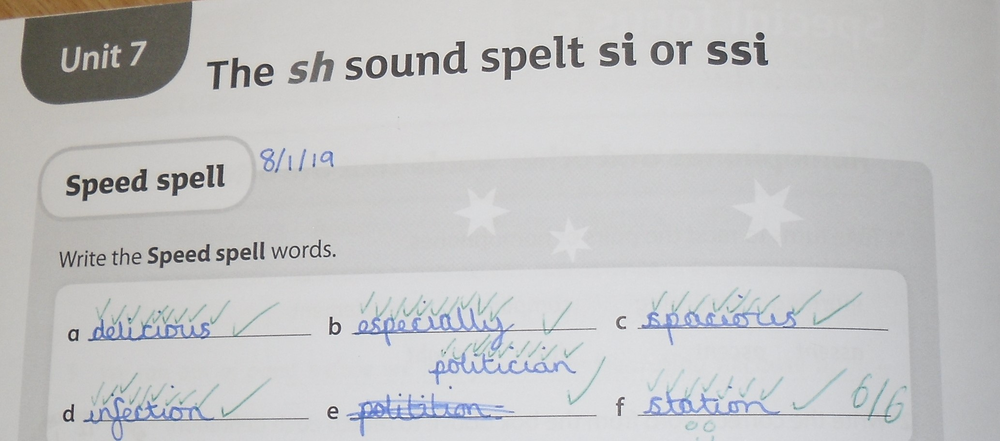 Unit 7
The sh sound spelt si or ssi
Speed spell
8/1/19
Write the Speed spell words.
a delicious b especially c spacious
politician
d infection e politition f station 6/6